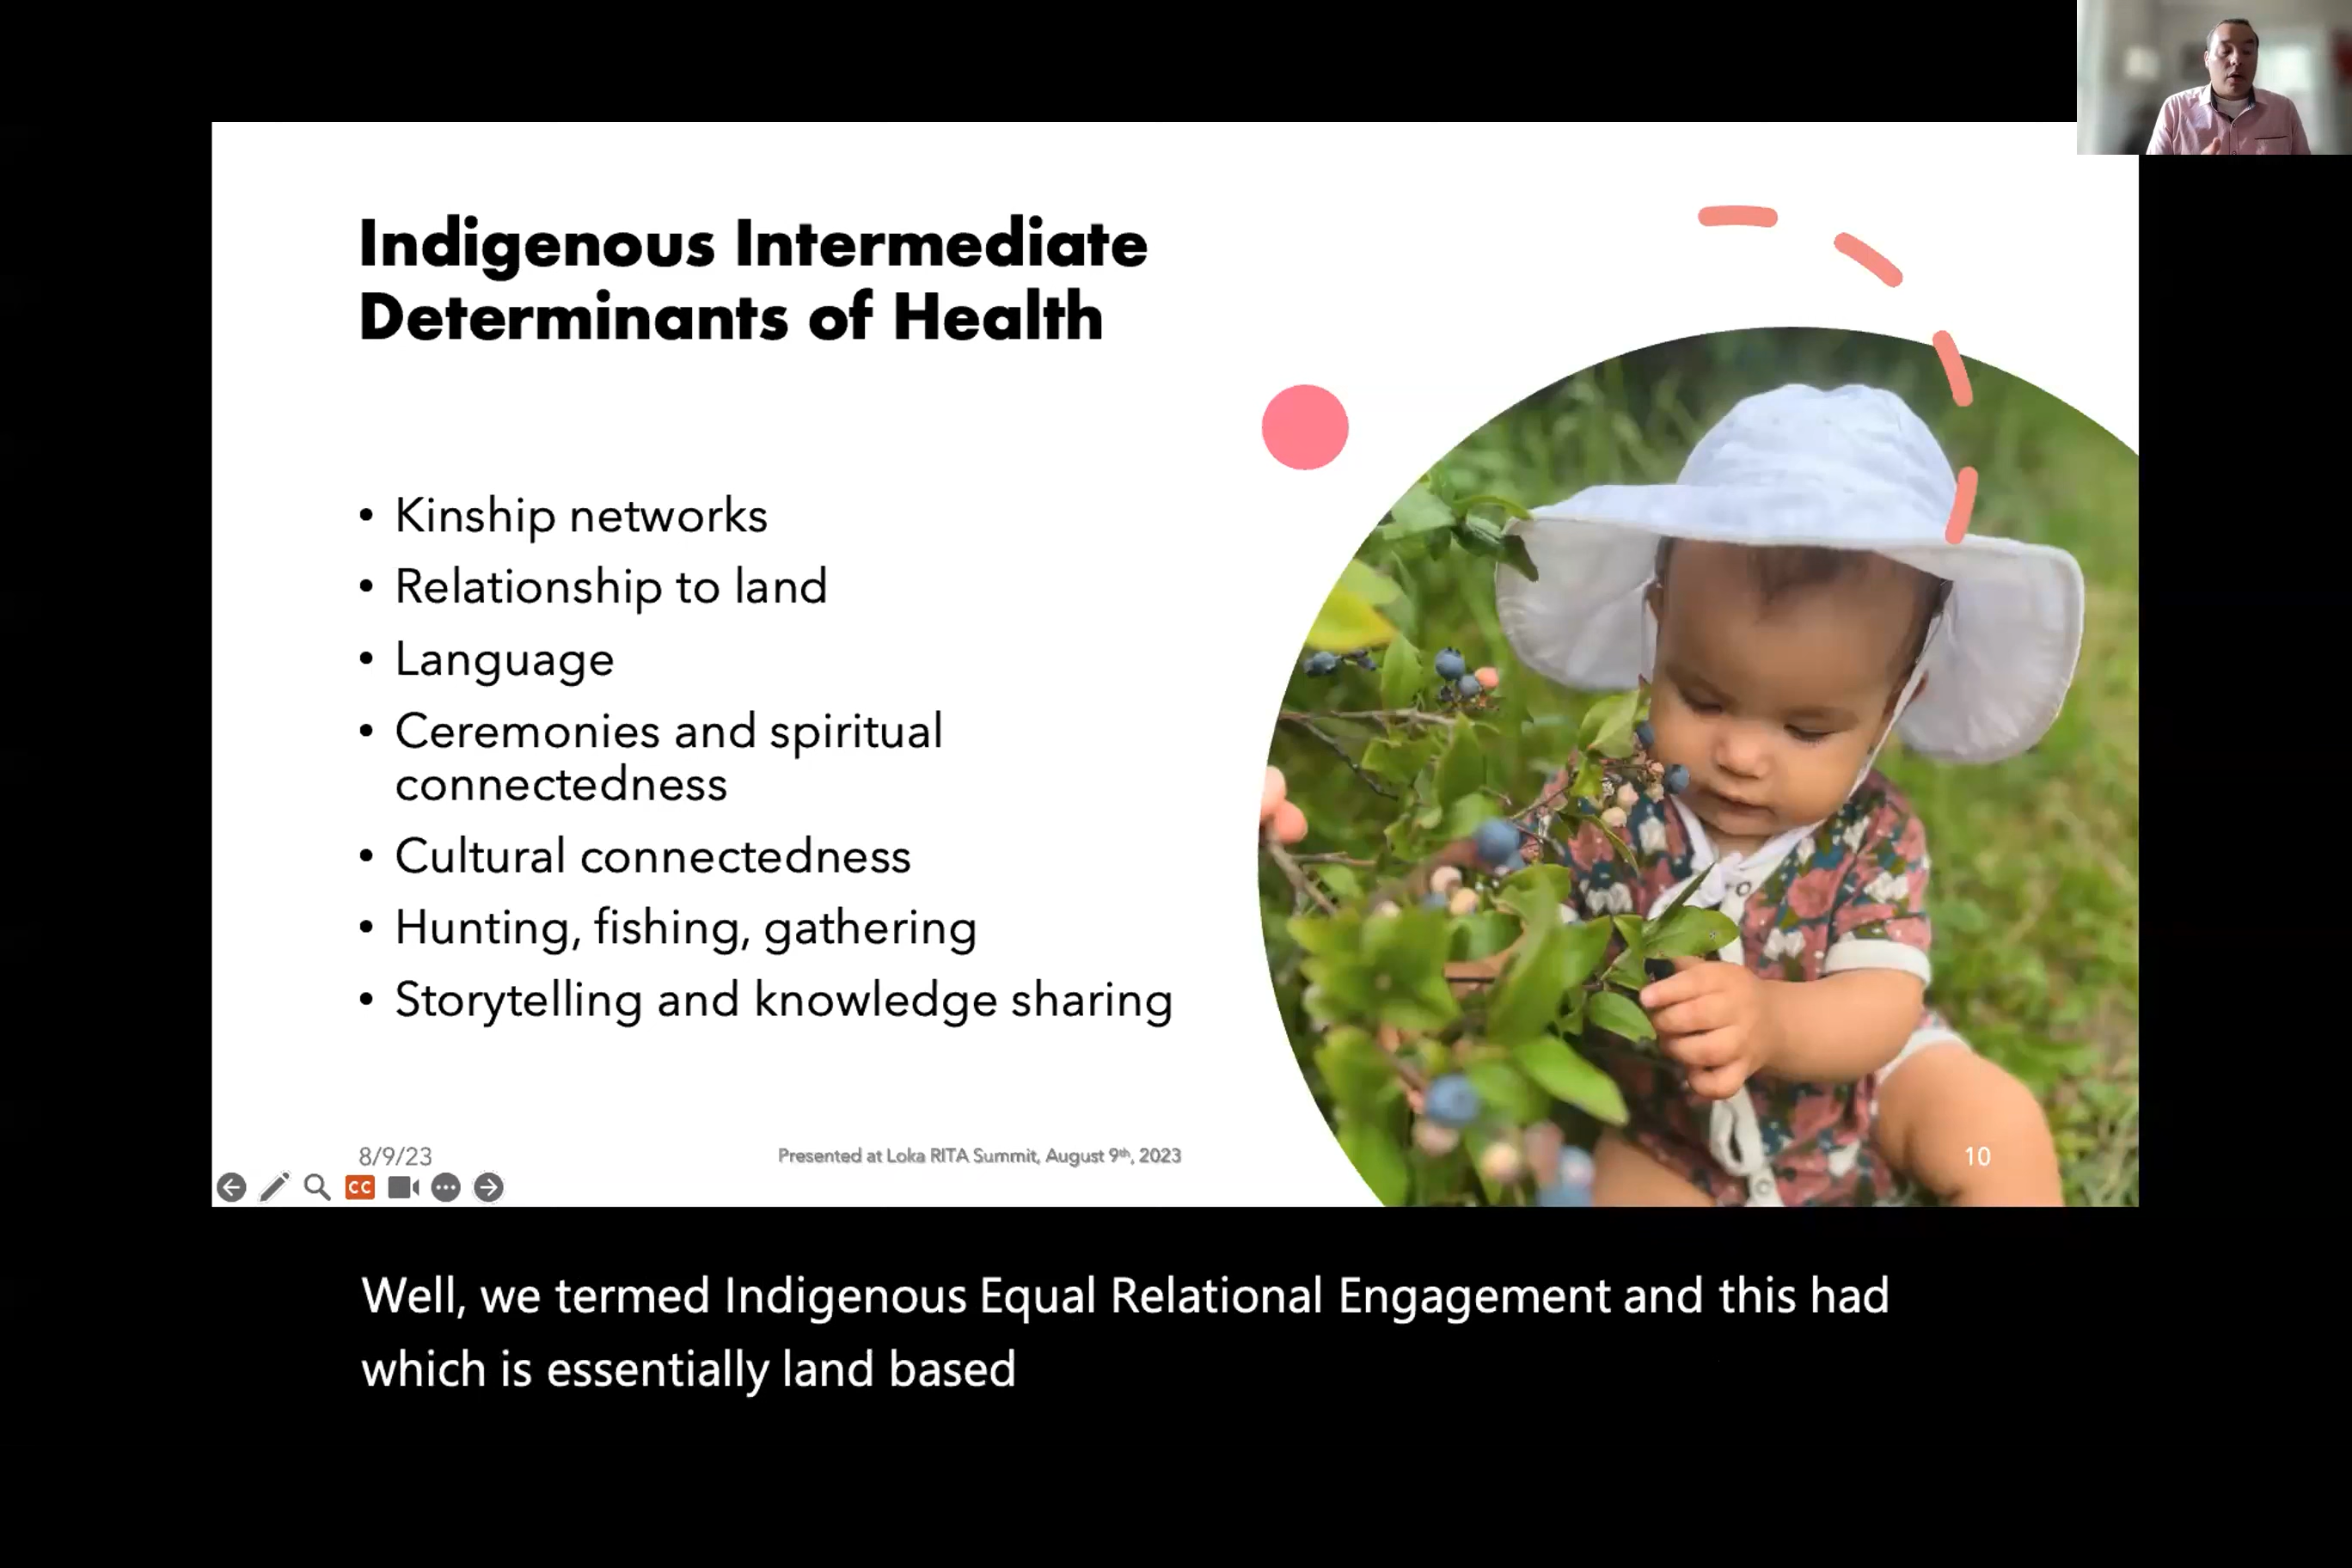 Indigenous Intermediate
Determinants of Health
• Kinship networks
• Relationship to land
• Language
• Ceremonies and spiritual
connectedness
• Cultural connectedness
• Hunting, fishing, gathering
• Storytelling and knowledge sharing
8/9/23
Presented at Loka RITA Summit, August 9th, 2023
10
CC
Well, we termed Indigenous Equal Relational Engagement and this had
which is essentially land based